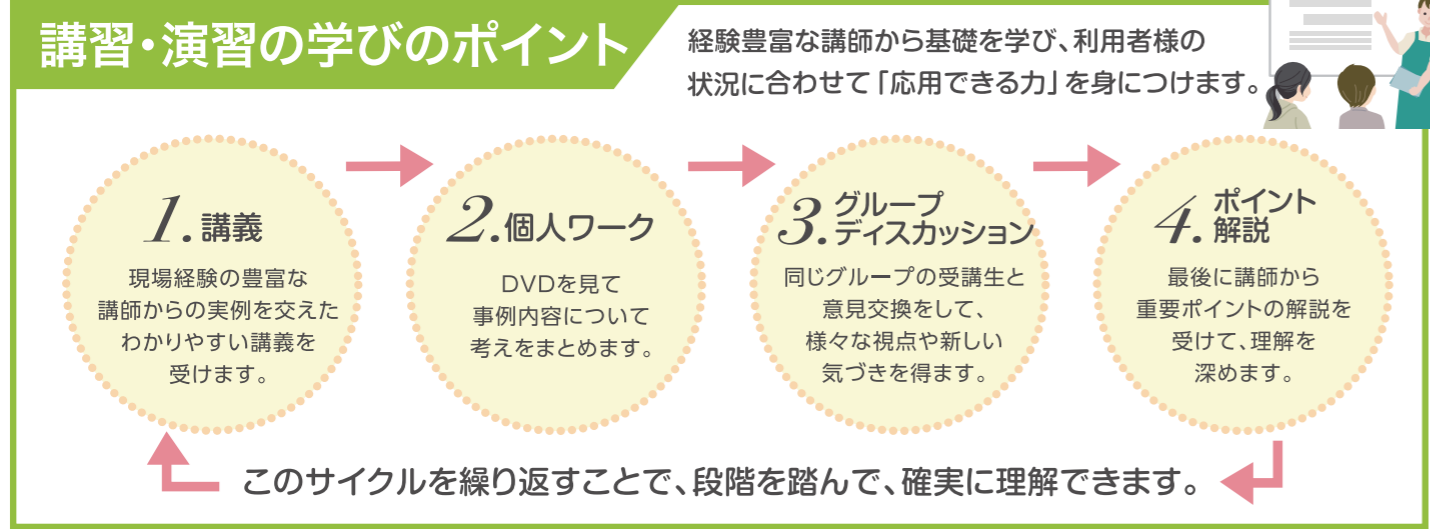 講習・演習の学びのポイント
経験豊富な講師から基礎を学び、利用者様の
状況に合わせて「応用できる力」を身につけます。
1.講義
現場経験の豊富な
講師からの実例を交えた
わかりやすい講義を
受けます。
2.個人ワーク
DVDを見て
事例内容について
考えをまとめます。
3.グループ
ディスカッション
同じグループの受講生と
意見交換をして、
様々な視点や新しい
気づきを得ます。
4.ポイント
解説
最後に講師から
重要ポイントの解説を
受けて、理解を
深めます。
このサイクルを繰り返すことで、段階を踏んで、確実に理解できます。